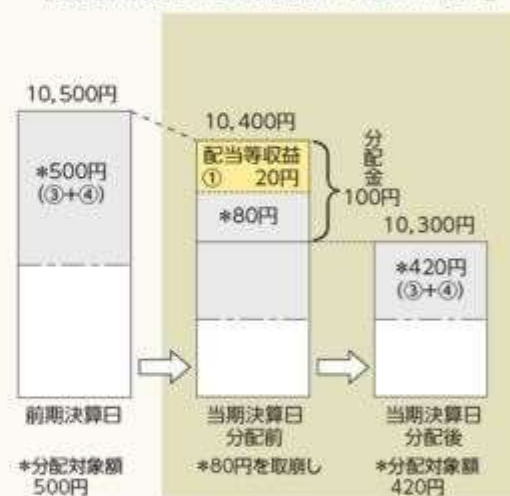 10,500円
*500円
(③+④)
前期決算日
*分配対象額
500円
10,400円
配当等収益
① 20円
*80円
分配金
100円
当期決算日
分配前
*80円を取崩し
10,300円
*420円
(③+④)
当期決算日
分配後
*分配対象額
420円